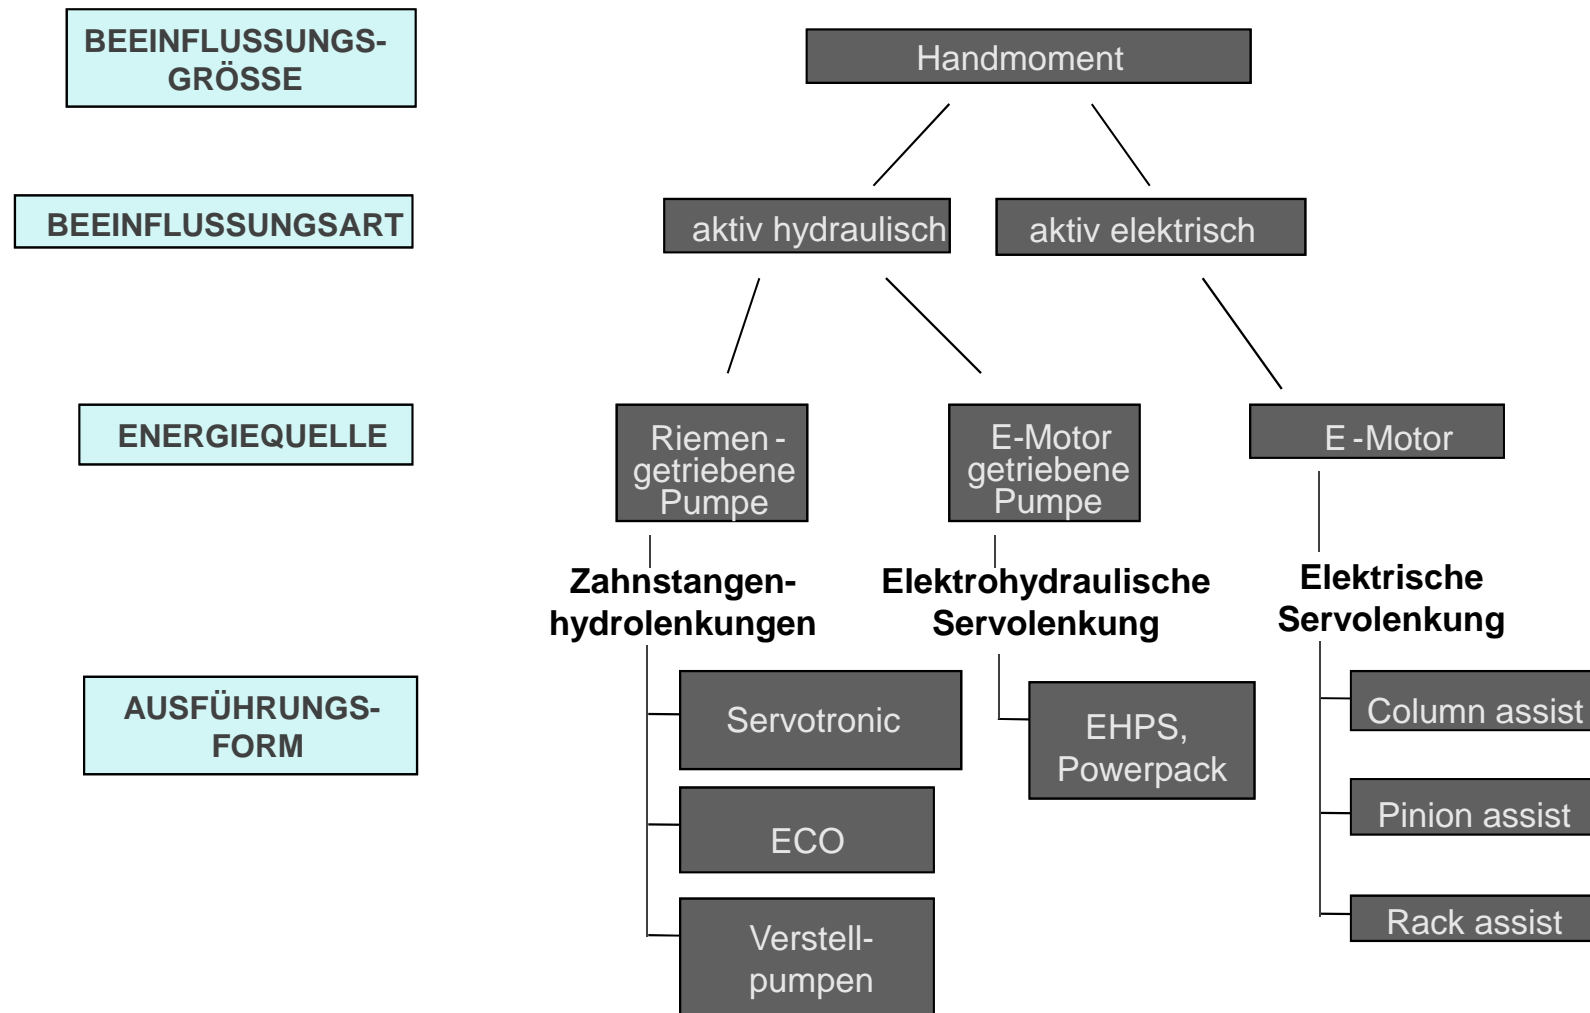 BEEINFLUSSUNGS-
GRÖSSE
Handmoment
BEEINFLUSSUNGSART
aktiv hydraulisch
aktiv elektrisch
ENERGIEQUELLE
Riemen -
getriebene
Pumpe
E-Motor
getriebene
Pumpe
E -Motor
Zahnstangen-
hydrolenkungen
Elektrohydraulische
Servolenkung
Elektrische
Servolenkung
AUSFÜHRUNGS-
FORM
Servotronic
ECO
Verstell-
pumpen
EHPS,
Powerpack
Column assist
Pinion assist
Rack assist